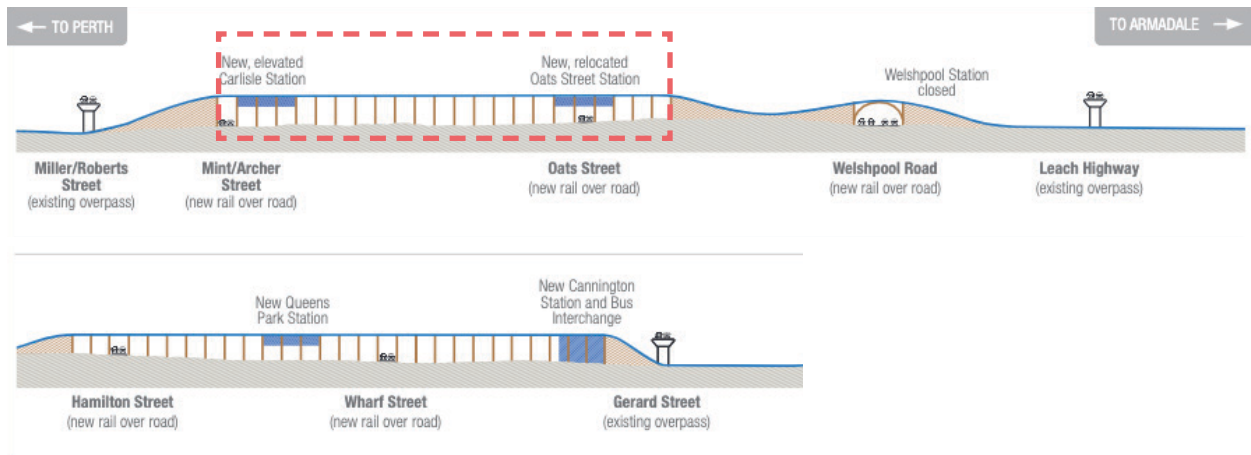 TO PERTH
TO ARMADALE
New, elevated
Carlisle Station
New, relocated
Oats Street Station
Welshpool Station
closed
Miller/Roberts
Street
(existing overpass)
Mint/Archer
Street
(new rail over road)
Oats Street
(new rail over road)
Welshpool Road
(new rail over road)
Leach Highway
(existing overpass)
New Queens
Park Station
New Cannington
Station and Bus
Interchange
Hamilton Street
(new rail over road)
Wharf Street
(new rail over road)
Gerard Street
(existing overpass)